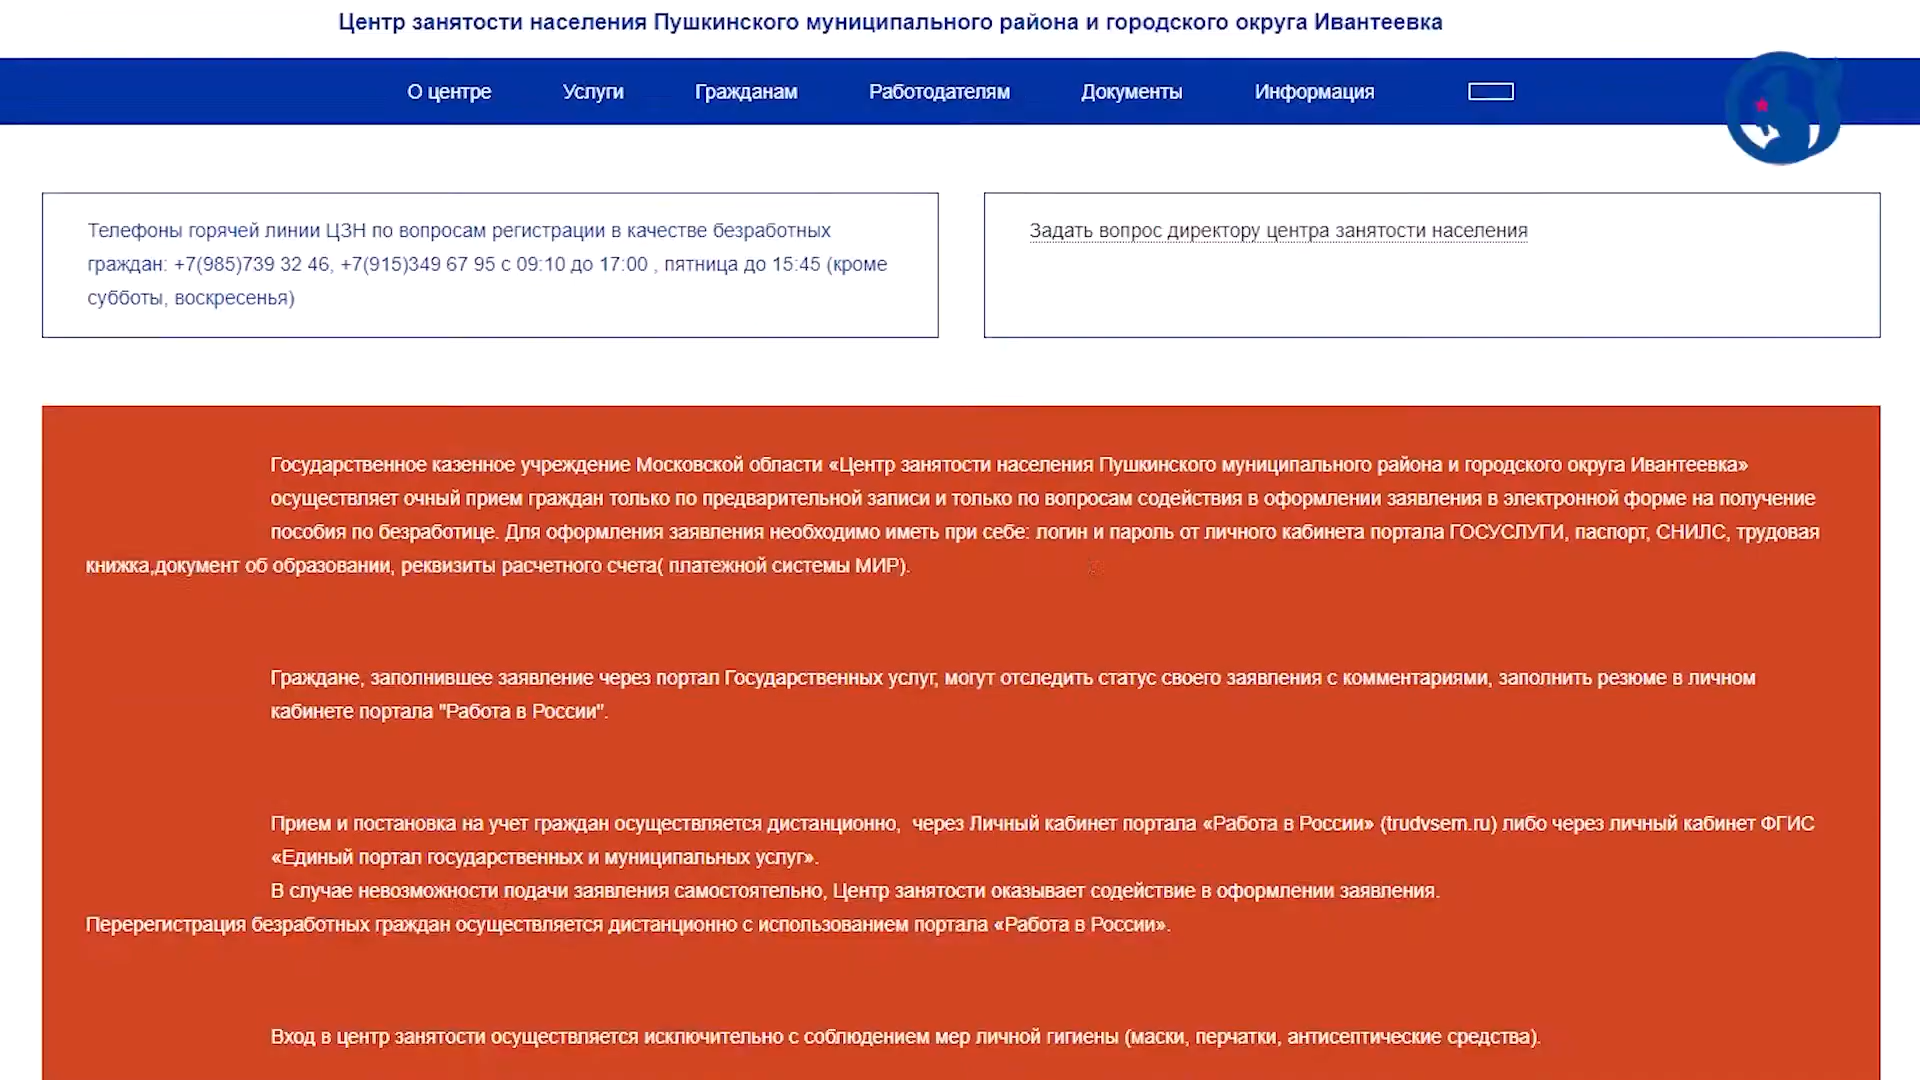 Центр занятости населения Пушкинского муниципального района и городского округа Ивантеевка
О центре Услуги Гражданам Работодателям Документы Информация
Телефоны горячей линии ЦЗН по вопросам регистрации в качестве безработных
граждан: +7(985)739 32 46, +7(915)349 67 95 с 09:10 до 17:00 , пятница до 15:45 (кроме
субботы, воскресенья)
Задать вопрос директору центра занятости населения
Государственное казенное учреждение Московской области «Центр занятости населения Пушкинского муниципального района и городского округа Ивантеевка»
осуществляет очный прием граждан только по предварительной записи и только по вопросам содействия в оформлении заявления в электронной форме на получение
пособия по безработице. Для оформления заявления необходимо иметь при себе: логин и пароль от личного кабинета портала ГОСУСЛУГИ, паспорт, СНИЛС, трудовая
книжка,документ об образовании, реквизиты расчетного счета( платежной системы МИР).
Граждане, заполнившее заявление через портал Государственных услуг, могут отследить статус своего заявления с комментариями, заполнить резюме в личном
кабинете портала "Работа в России".
Прием и постановка на учет граждан осуществляется дистанционно, через Личный кабинет портала «Работа в России» (trudvsem.ru) либо через личный кабинет ФГИС
«Единый портал государственных и муниципальных услуг».
В случае невозможности подачи заявления самостоятельно, Центр занятости оказывает содействие в оформлении заявления.
Перерегистрация безработных граждан осуществляется дистанционно с использованием портала «Работа в России».
Вход в центр занятости осуществляется исключительно с соблюдением мер личной гигиены (маски, перчатки, антисептические средства).